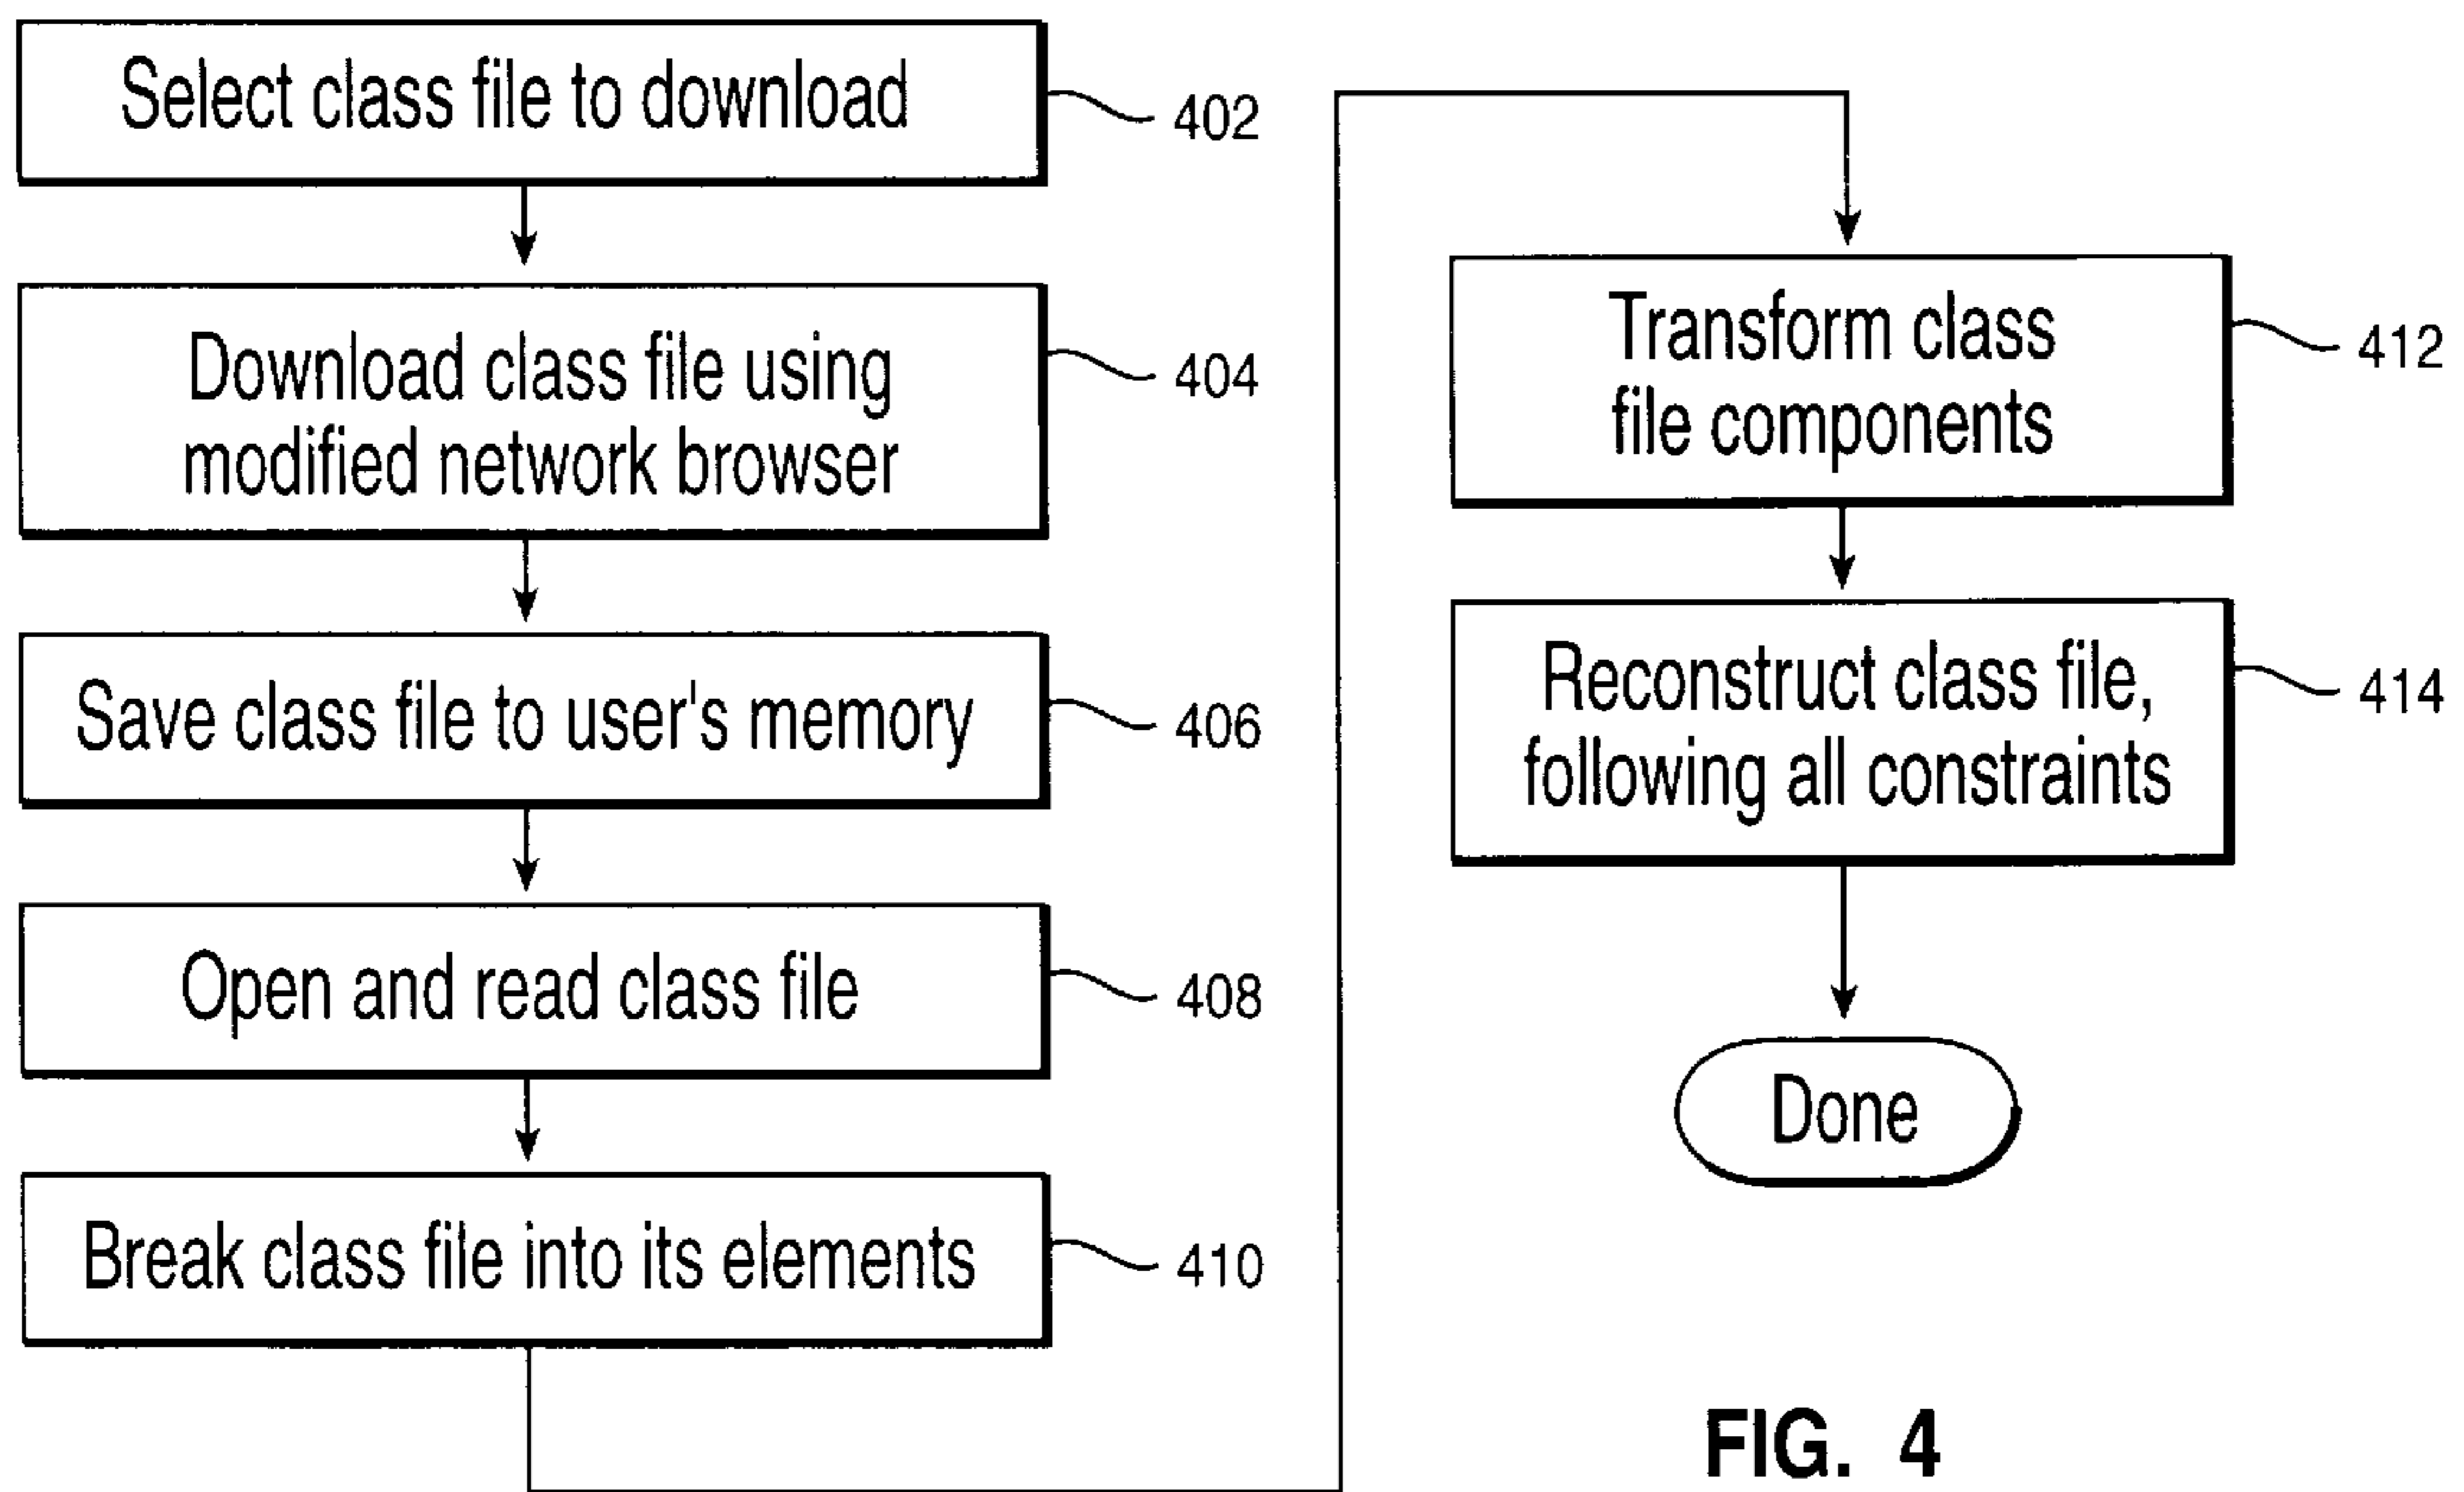 Select class file to download
402
Download class file using
modified network browser
404
Save class file to user's memory
406
Open and read class file
408
Break class file into its elements
410
Transform class
file components
412
Reconstruct class file,
following all constraints
414
Done
FIG. 4